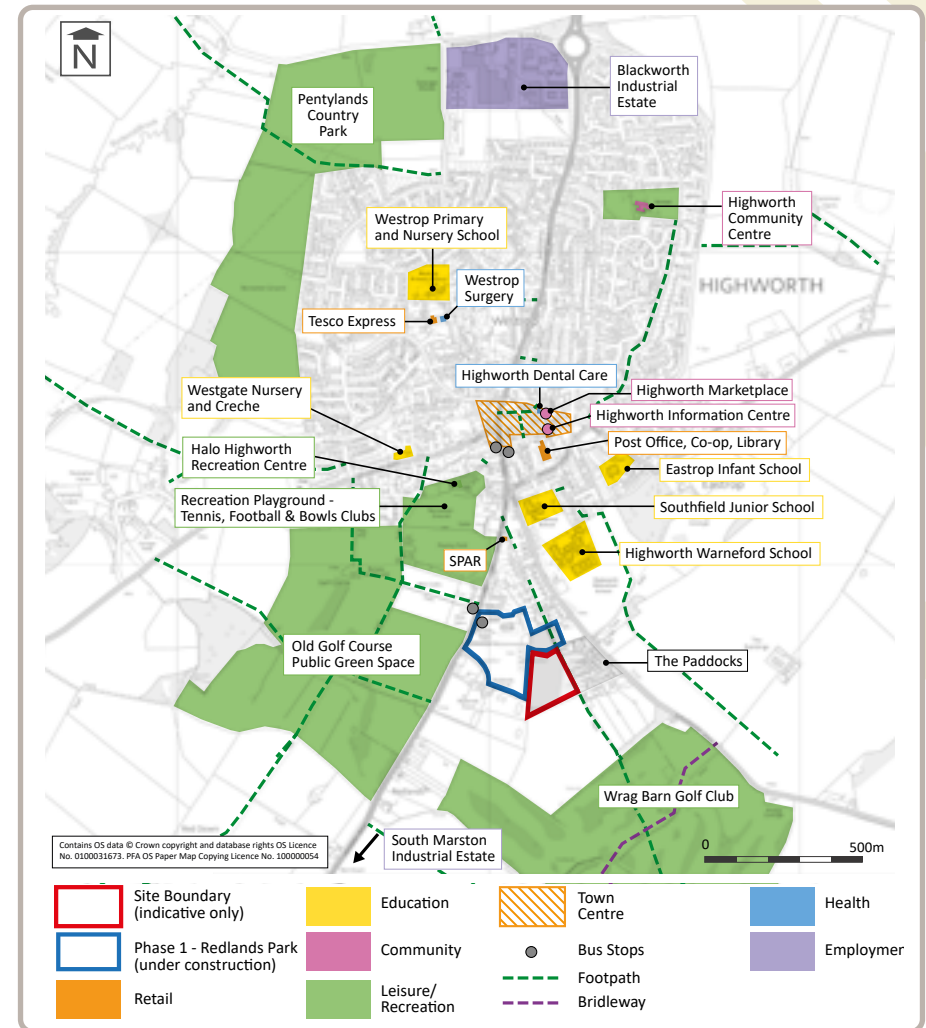 N
Blackworth
Industrial
Estate
Pentylands
Country
Park
Highworth
Community
Centre
Westrop Primary
and Nursery School
Westrop
Surgery
HIGHWORTH
Tesco Express
Highworth Dental Care
Highworth Marketplace
Westgate Nursery
and Creche
Highworth Information Centre
Post Office, Co-op, Library
Halo Highworth
Recreation Centre
Eastrop Infant School
Recreation Playground -
Tennis, Football & Bowls Clubs
Southfield Junior School
Highworth Warneford School
SPAR
Old Golf Course
Public Green Space
The Paddocks
Wrag Barn Golf Club
South Marston
Industrial Estate
0 500m
Contains OS data © Crown copyright and database rights OS Licence
No. 0100031673. PFA OS Paper Map Copying Licence No. 100000054
Site Boundary
(indicative only)
Phase 1 - Redlands Park
(under construction)
Retail
Education
Community
Leisure/
Recreation
Town
Centre
Bus Stops
Footpath
Bridleway
Health
Employmer